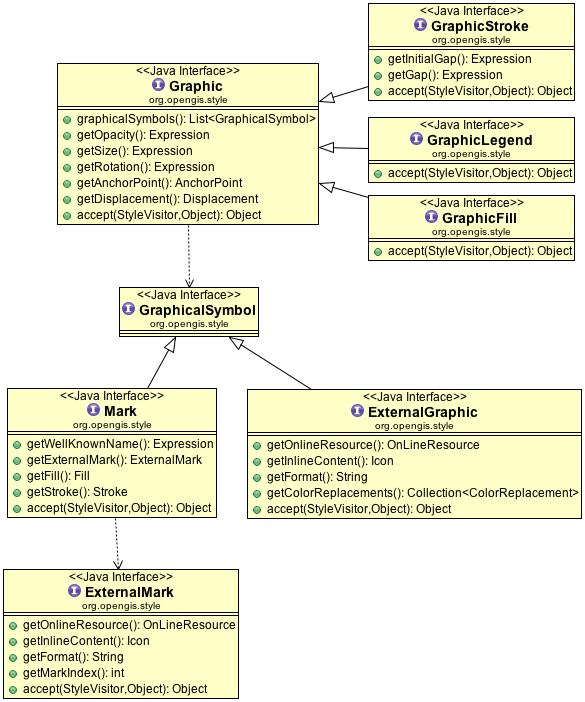 <<Java Interface>>
GraphicStroke
org.opengis.style
getInitialGap(): Expression
getGap(): Expression
accept(StyleVisitor,Object): Object
<<Java Interface>>
Graphic
org.opengis.style
graphicalSymbols(): List<GraphicalSymbol>
getOpacity(): Expression
getSize(): Expression
getRotation(): Expression
getAnchorPoint(): AnchorPoint
getDisplacement(): Displacement
accept(StyleVisitor,Object): Object
<<Java Interface>>
GraphicLegend
org.opengis.style
accept(StyleVisitor,Object): Object
<<Java Interface>>
GraphicFill
org.opengis.style
accept(StyleVisitor,Object): Object
<<Java Interface>>
GraphicalSymbol
org.opengis.style
<<Java Interface>>
Mark
org.opengis.style
getWellKnownName(): Expression
getExternalMark(): ExternalMark
getFill(): Fill
getStroke(): Stroke
accept(StyleVisitor,Object): Object
<<Java Interface>>
ExternalGraphic
org.opengis.style
getOnlineResource(): OnLineResource
getInlineContent(): Icon
getFormat(): String
getColorReplacements(): Collection<ColorReplacement>
accept(StyleVisitor,Object): Object
<<Java Interface>>
ExternalMark
org.opengis.style
getOnlineResource(): OnLineResource
getInlineContent(): Icon
getFormat(): String
getMarkIndex(): int
accept(StyleVisitor,Object): Object